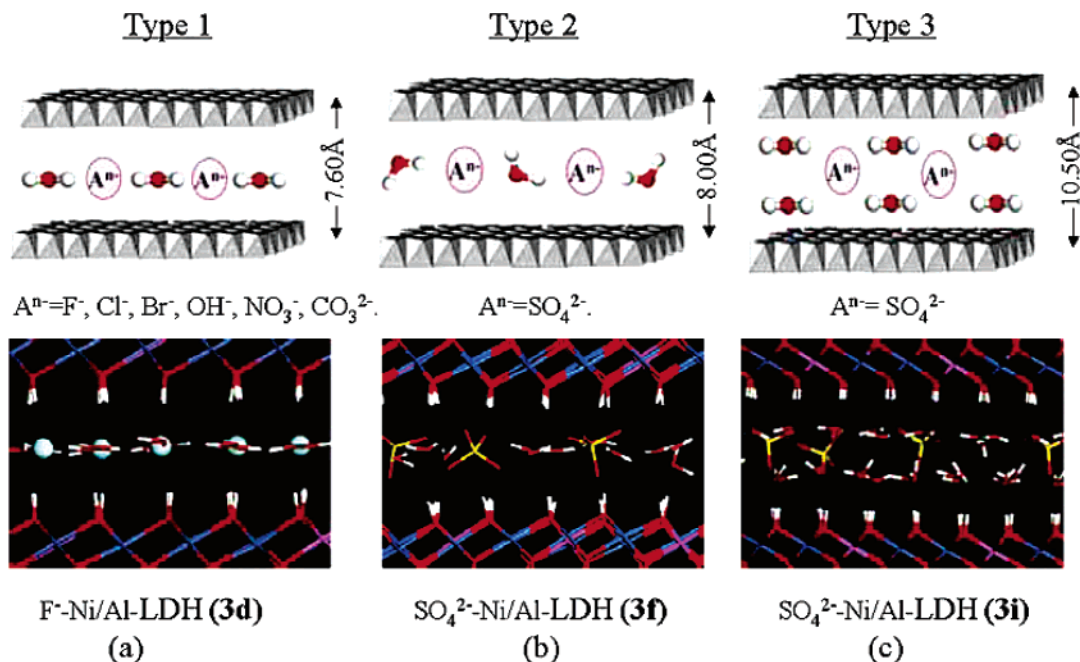 Type 1
Type 2
Type 3
Aⁿ⁻ Aⁿ⁻
7.60Å
Aⁿ⁻ Aⁿ⁻
8.00Å
Aⁿ⁻ Aⁿ⁻
10.50Å
Aⁿ⁻=F⁻, Cl⁻, Br⁻, OH⁻, NO₃⁻, CO₃²⁻.
Aⁿ⁻=SO₄²⁻.
Aⁿ⁻= SO₄²⁻
F⁻-Ni/Al-LDH (3d)
SO₄²⁻-Ni/Al-LDH (3f)
SO₄²⁻-Ni/Al-LDH (3i)
(a)
(b)
(c)